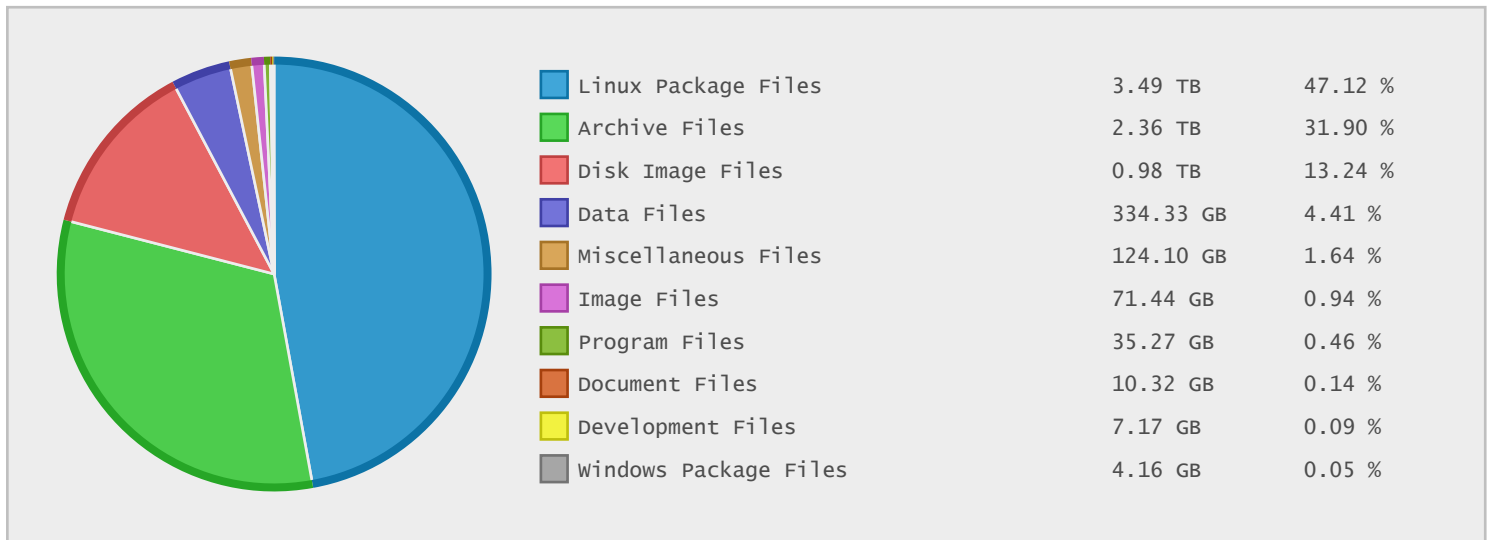 Linux Package Files 3.49 TB 47.12 %
Archive Files 2.36 TB 31.90 %
Disk Image Files 0.98 TB 13.24 %
Data Files 334.33 GB 4.41 %
Miscellaneous Files 124.10 GB 1.64 %
Image Files 71.44 GB 0.94 %
Program Files 35.27 GB 0.46 %
Document Files 10.32 GB 0.14 %
Development Files 7.17 GB 0.09 %
Windows Package Files 4.16 GB 0.05 %